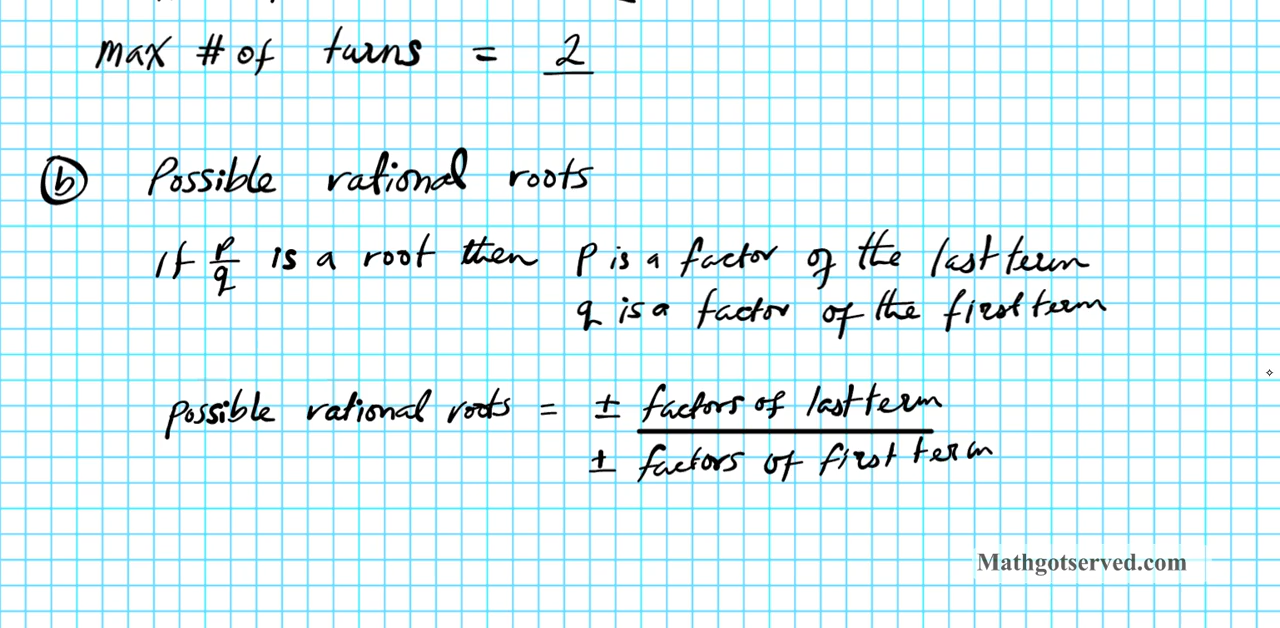 max # of turns = 2
(b) Possible rational roots
If p/q is a root then p is a factor of the last term
q is a factor of the first term
possible rational roots = ± factors of last term
± factors of first term
Mathgotserved.com